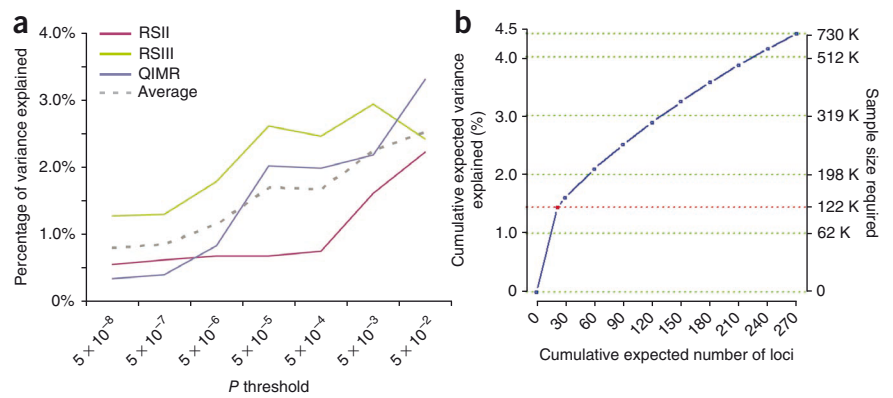 a
4.0%
3.0%
2.0%
1.0%
0%
Percentage of variance explained
RSII
RSIII
QIMR
Average
5 × 10−8
5 × 10−7
5 × 10−6
5 × 10−5
5 × 10−4
5 × 10−3
5 × 10−2
P threshold
b
4.5
4.0
3.0
2.0
1.0
0
Cumulative expected variance
explained (%)
730 K
512 K
319 K
198 K
122 K
62 K
0
Sample size required
0
30
60
90
120
150
180
210
240
270
Cumulative expected number of loci